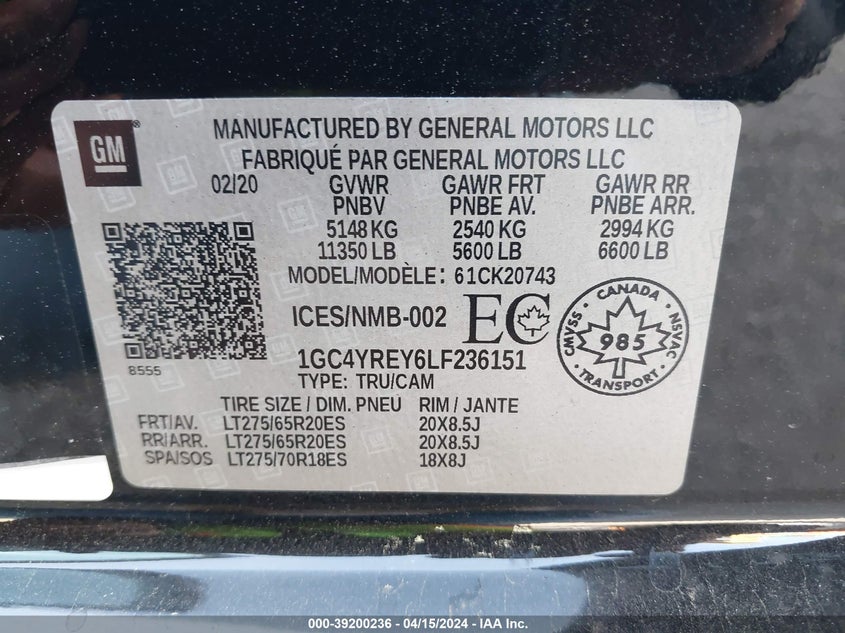 GM
MANUFACTURED BY GENERAL MOTORS LLC
FABRIQUÉ PAR GENERAL MOTORS LLC
02/20 GVWR GAWR FRT GAWR RR
PNBV PNBE AV. PNBE ARR.
5148 KG 2540 KG 2994 KG
11350 LB 5600 LB 6600 LB
MODEL/MODÈLE: 61CK20743
ICES/NMB-002 EC
CANADA
CMVSS 985 NSVAC
TRANSPORT
8555
1GC4YREY6LF236151
TYPE: TRU/CAM
TIRE SIZE / DIM. PNEU RIM / JANTE
FRT/AV. LT275/65R20ES 20X8.5J
RR/ARR. LT275/65R20ES 20X8.5J
SPA/SOS LT275/70R18ES 18X8J
000-39200236 - 04/15/2024 - IAA Inc.